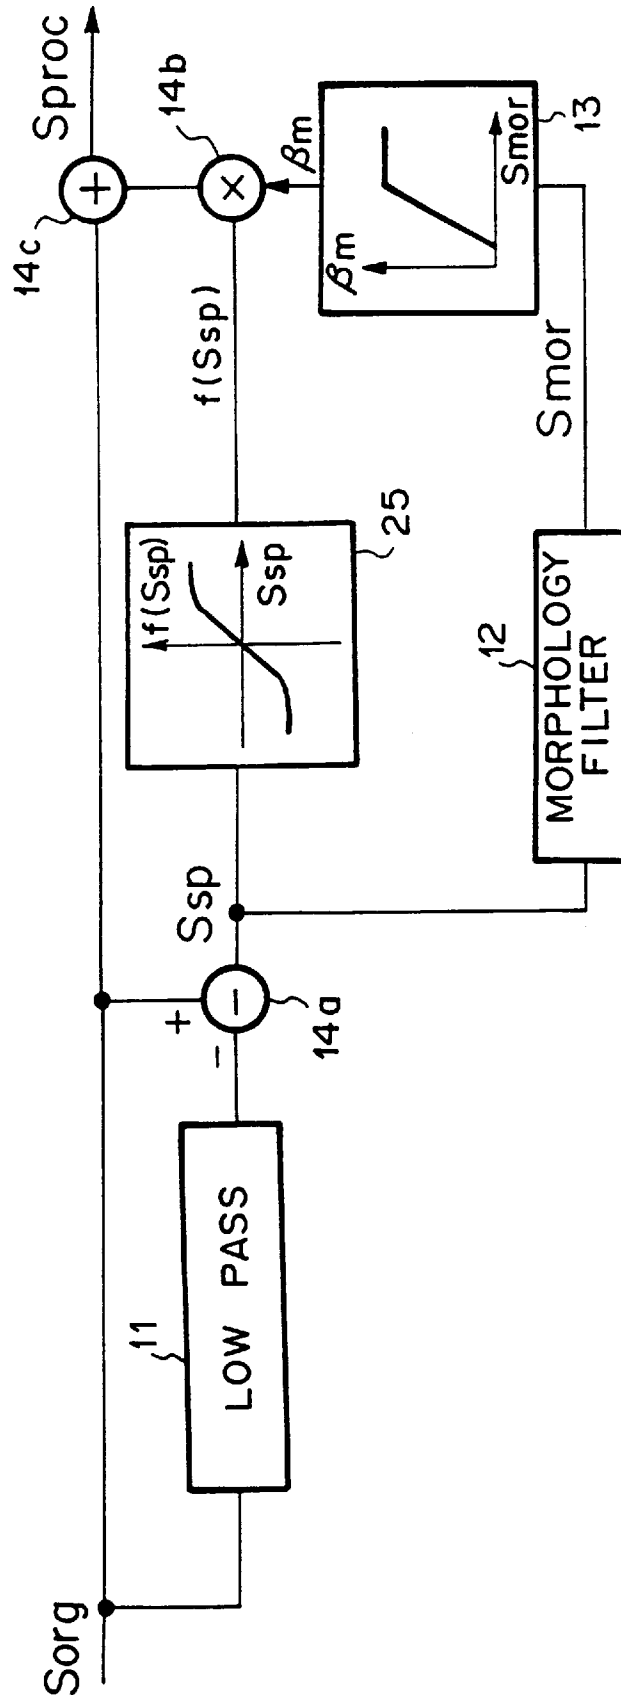 Sorg
11
LOW PASS
+
−
−
14a
Ssp
f(Ssp)
Ssp
25
f(Ssp)
14c
+
Sproc
14b
×
βm
βm
Smor
13
Smor
12
MORPHOLOGY
FILTER